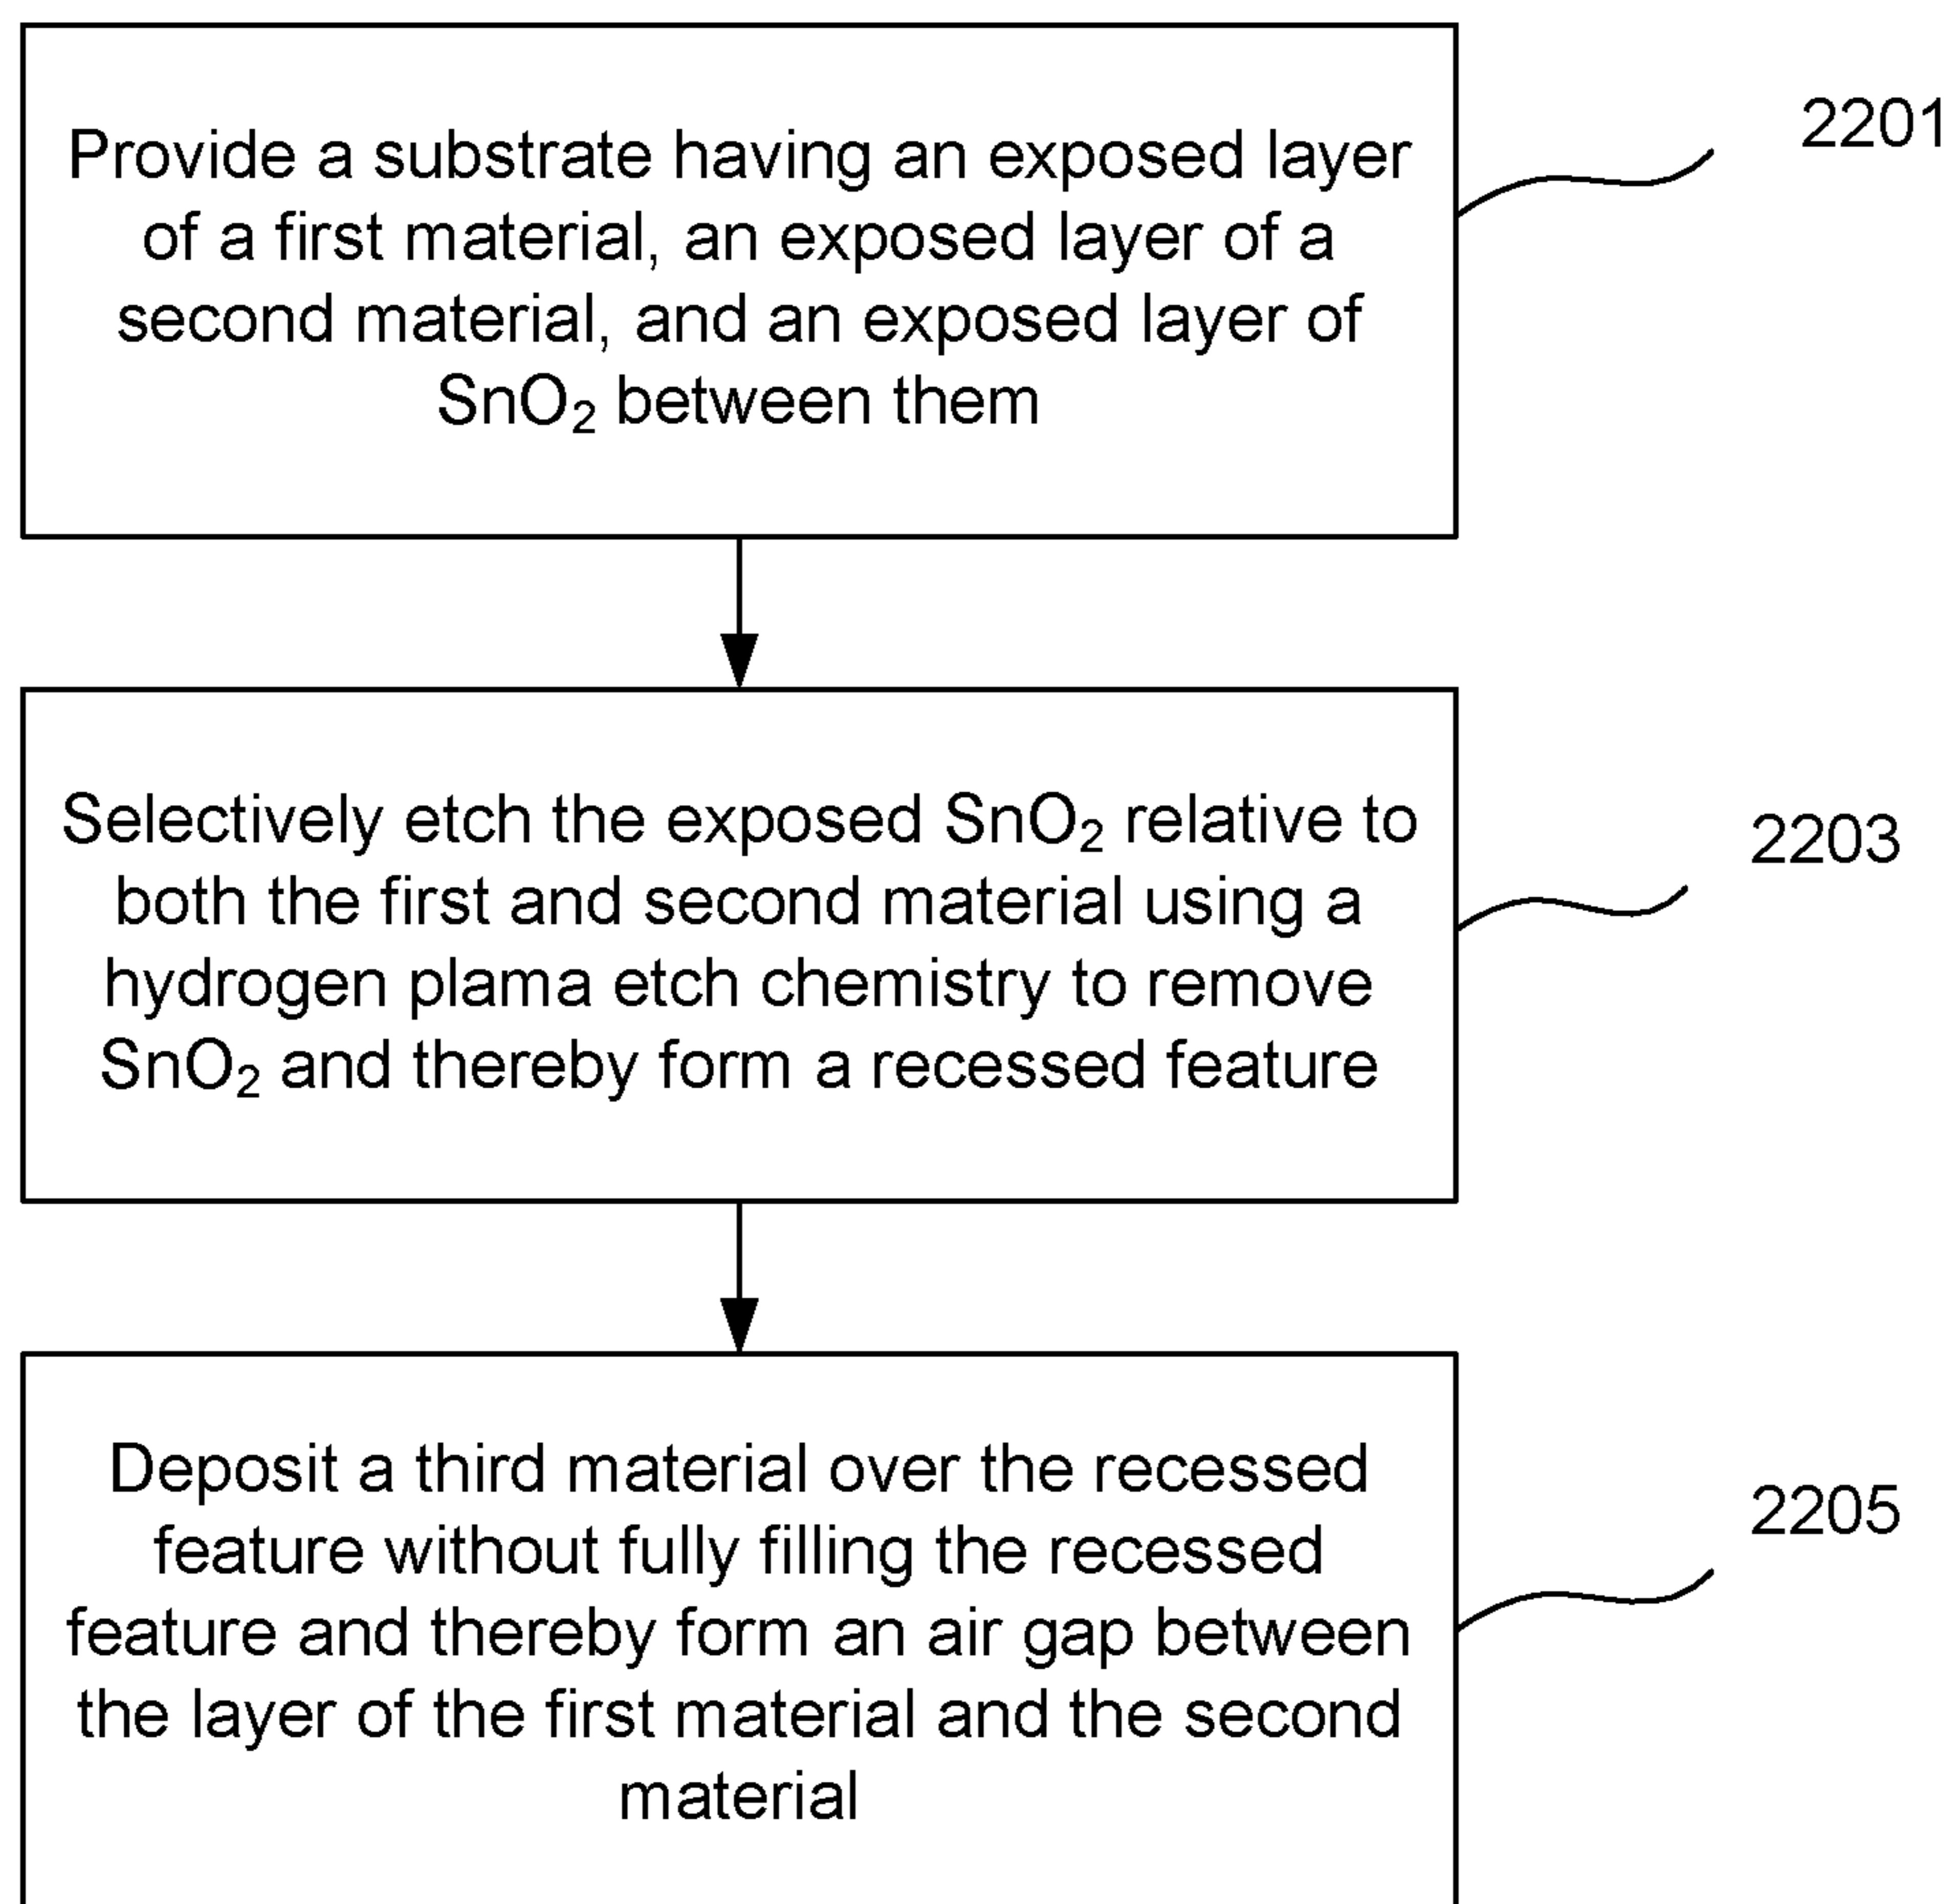 Provide a substrate having an exposed layer
of a first material, an exposed layer of a
second material, and an exposed layer of
SnO₂ between them
2201
Selectively etch the exposed SnO₂ relative to
both the first and second material using a
hydrogen plama etch chemistry to remove
SnO₂ and thereby form a recessed feature
2203
Deposit a third material over the recessed
feature without fully filling the recessed
feature and thereby form an air gap between
the layer of the first material and the second
material
2205